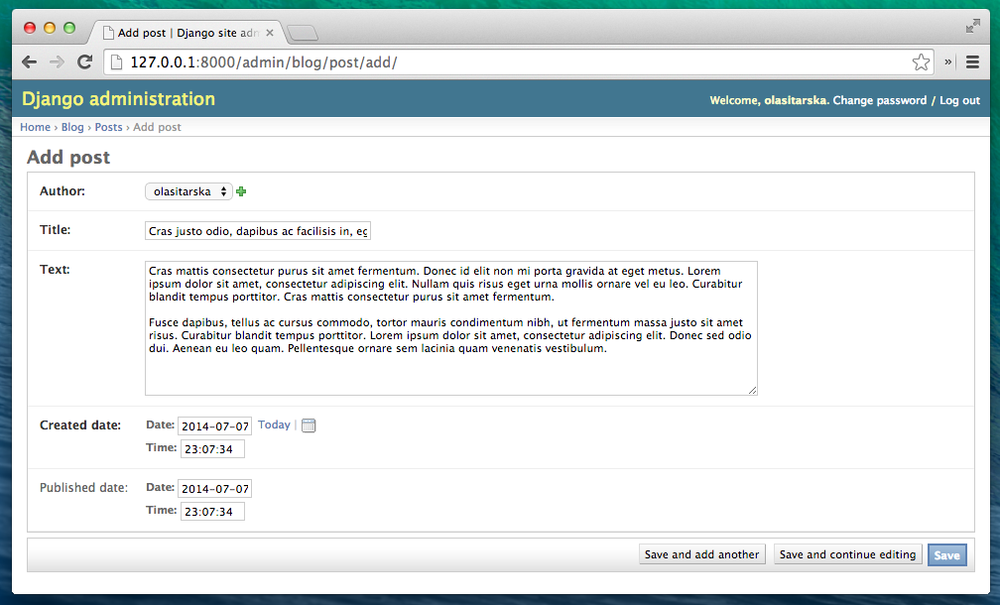 Add post | Django site adm
127.0.0.1:8000/admin/blog/post/add/
»
Django administration
Welcome, olasitarska. Change password / Log out
Home › Blog › Posts › Add post
Add post
Author:
olasitarska
Title:
Cras justo odio, dapibus ac facilisis in, eg
Text:
Cras mattis consectetur purus sit amet fermentum. Donec id elit non mi porta gravida at eget metus. Lorem
ipsum dolor sit amet, consectetur adipiscing elit. Nullam quis risus eget urna mollis ornare vel eu leo. Curabitur
blandit tempus porttitor. Cras mattis consectetur purus sit amet fermentum.
Fusce dapibus, tellus ac cursus commodo, tortor mauris condimentum nibh, ut fermentum massa justo sit amet
risus. Curabitur blandit tempus porttitor. Lorem ipsum dolor sit amet, consectetur adipiscing elit. Donec sed odio
dui. Aenean eu leo quam. Pellentesque ornare sem lacinia quam venenatis vestibulum.
Created date:
Date: 2014-07-07 Today |
Time: 23:07:34
Published date:
Date: 2014-07-07
Time: 23:07:34
Save and add another
Save and continue editing
Save